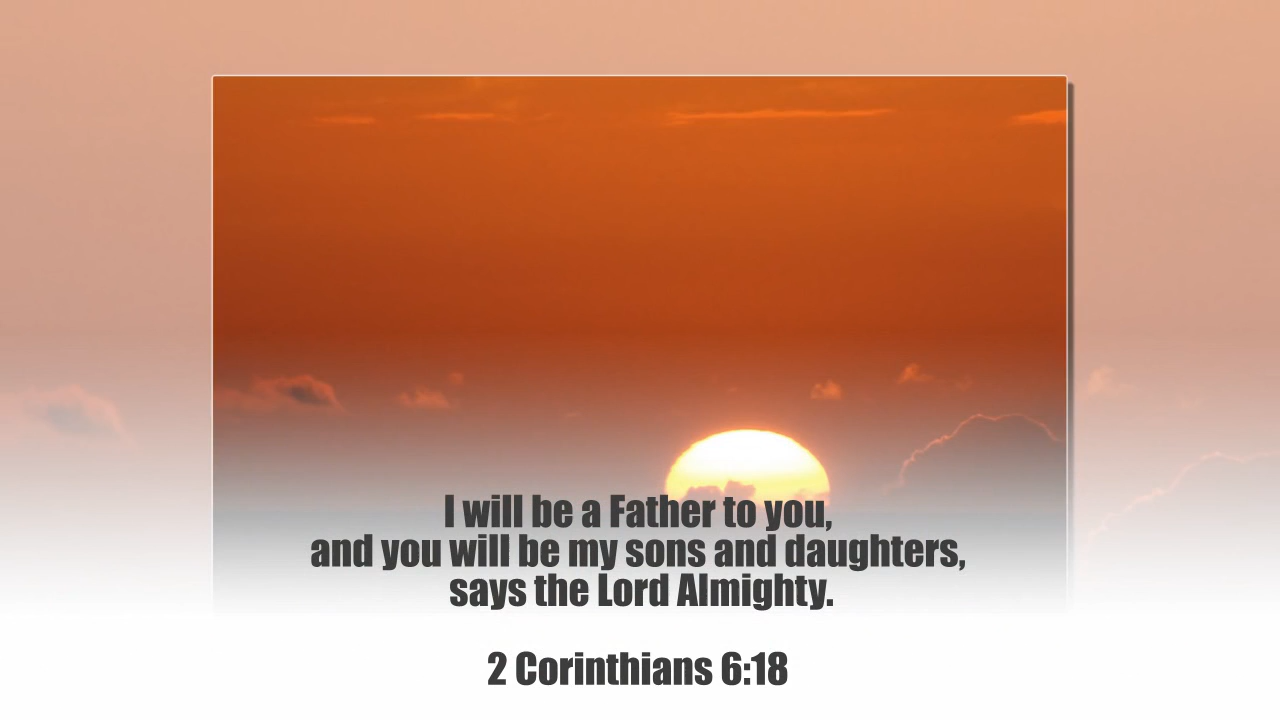 I will be a Father to you,
and you will be my sons and daughters,
says the Lord Almighty.
2 Corinthians 6:18